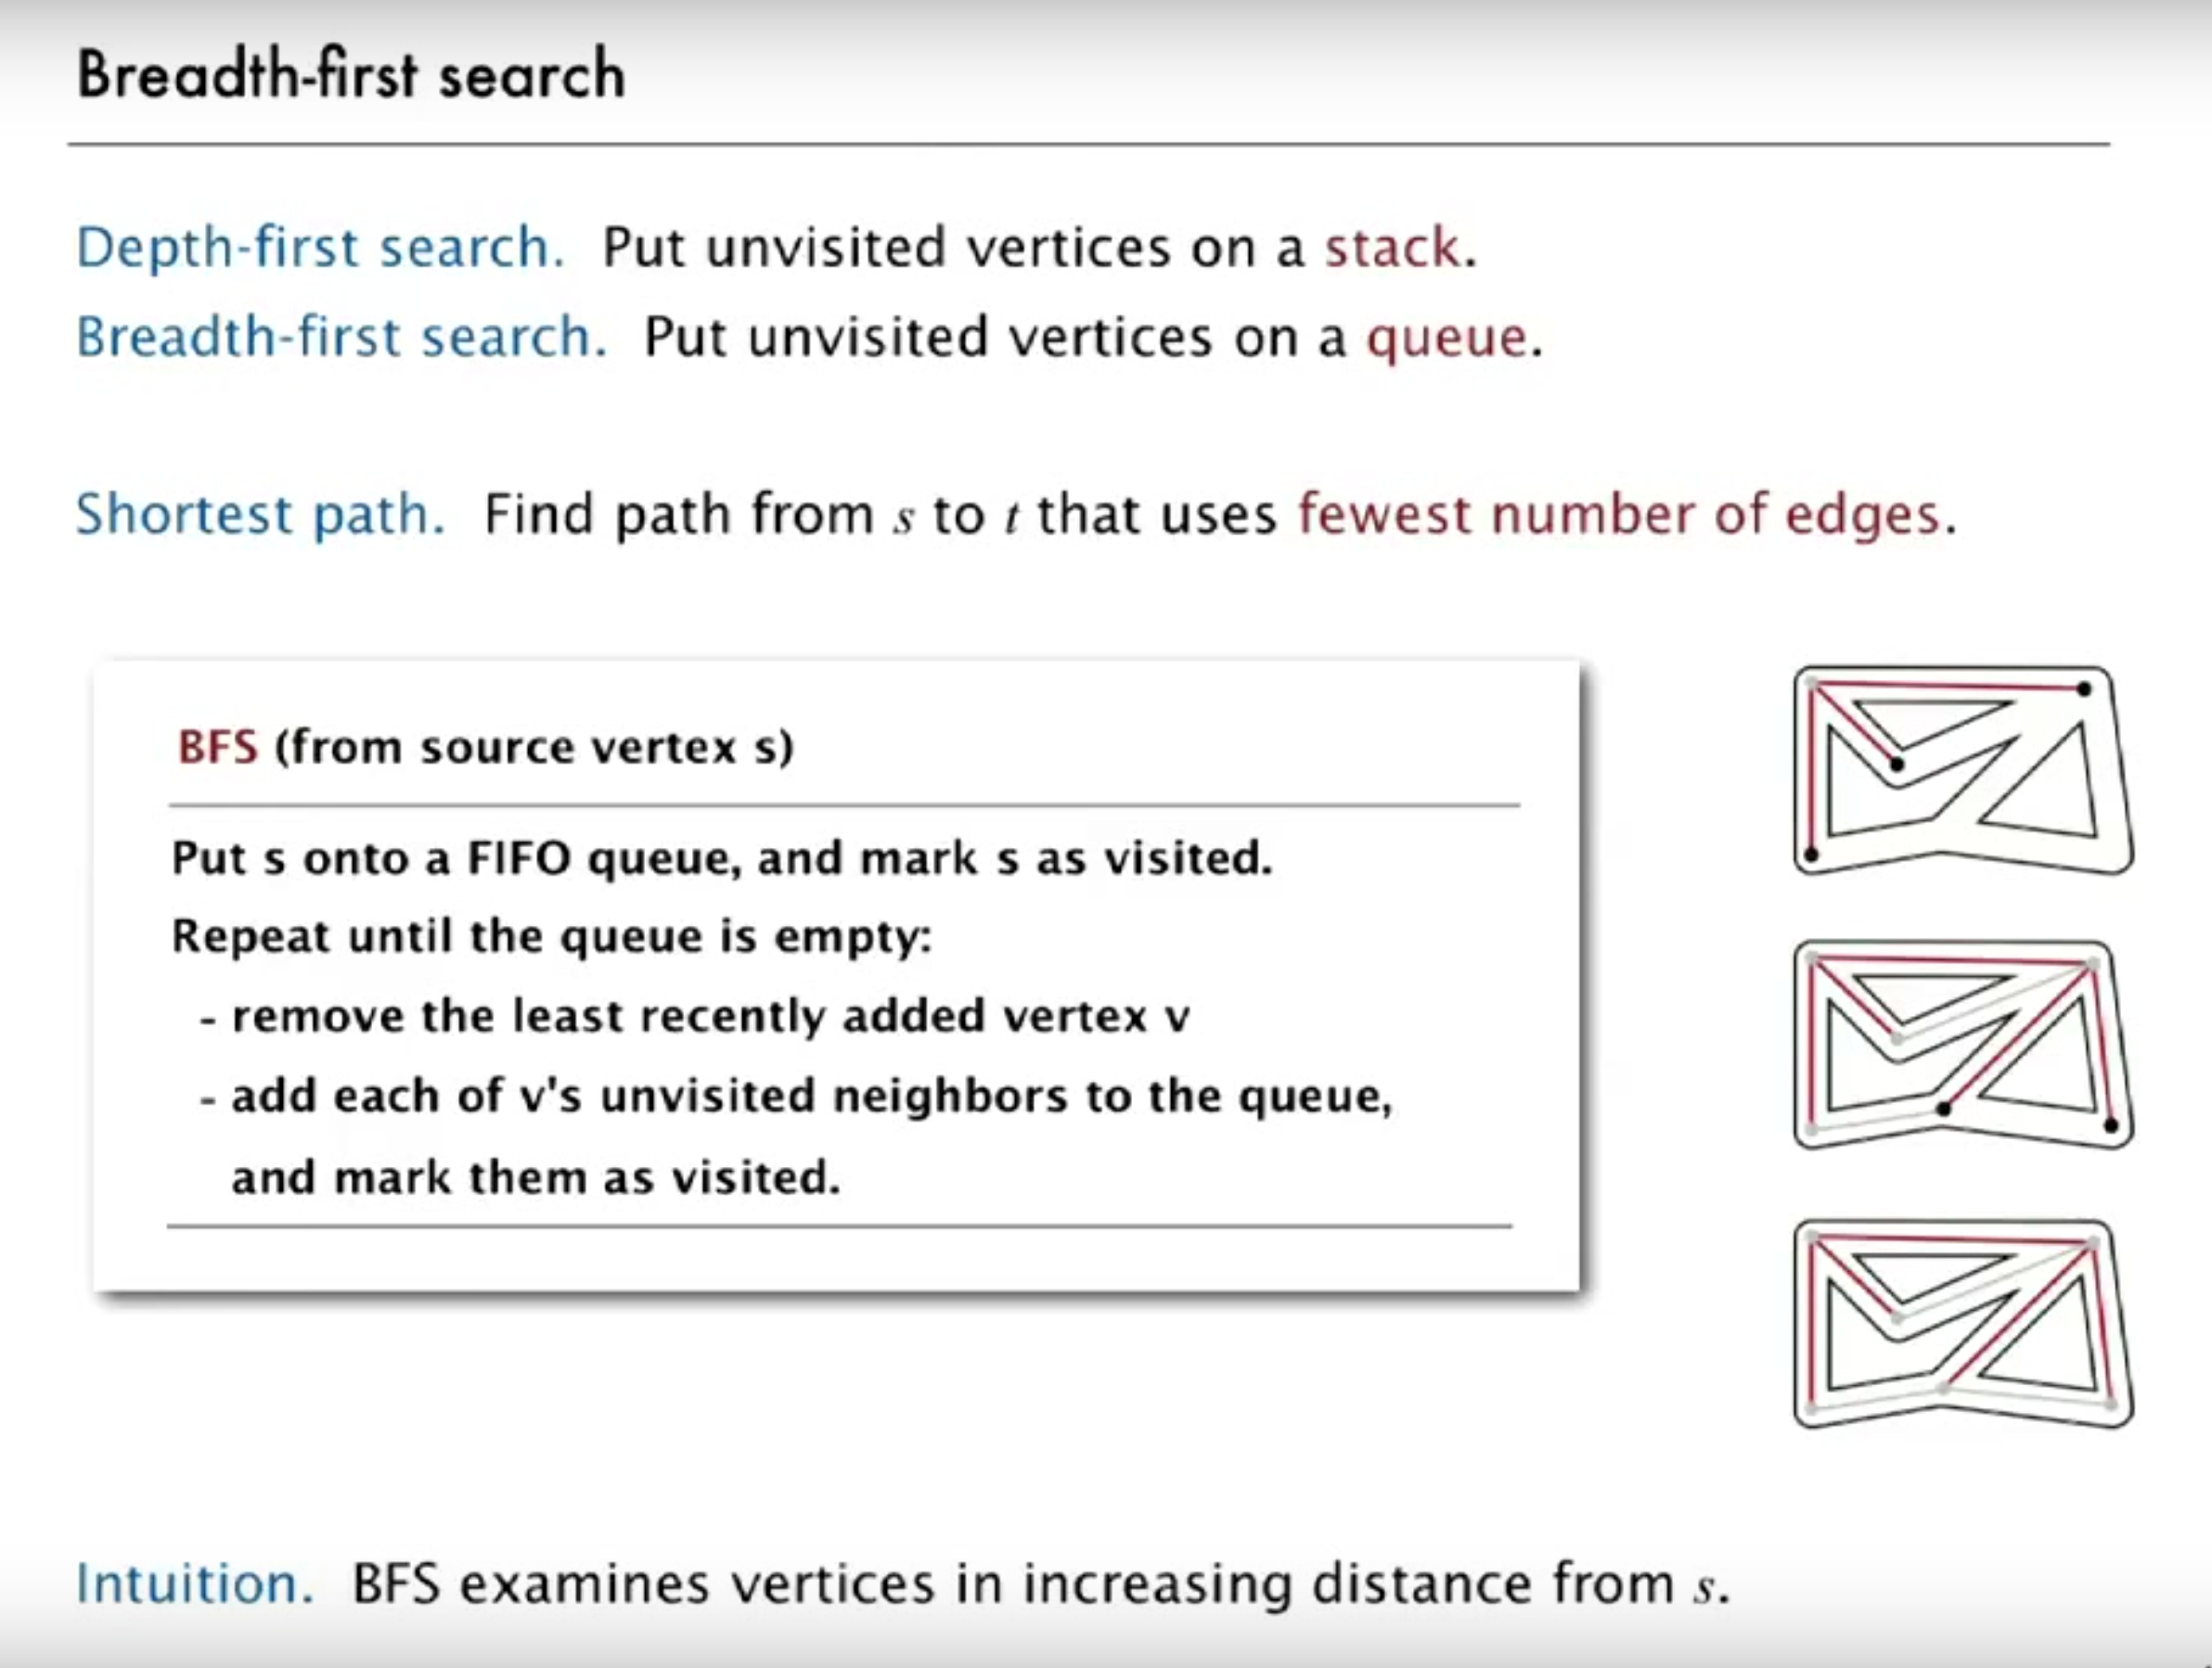 Breadth-first search
Depth-first search. Put unvisited vertices on a stack.
Breadth-first search. Put unvisited vertices on a queue.
Shortest path. Find path from s to t that uses fewest number of edges.
BFS (from source vertex s)
Put s onto a FIFO queue, and mark s as visited.
Repeat until the queue is empty:
- remove the least recently added vertex v
- add each of v's unvisited neighbors to the queue,
and mark them as visited.
Intuition. BFS examines vertices in increasing distance from s.